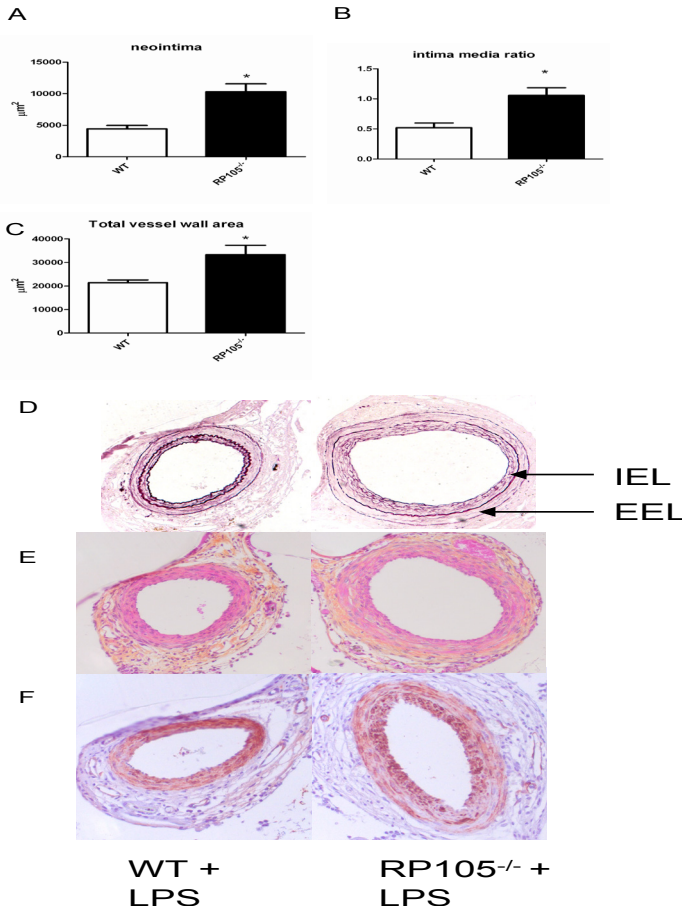 A
neointima
15000
10000
5000
0
μm²
*
WT
RP105-/-
B
intima media ratio
1.5
1.0
0.5
0.0
*
WT
RP105-/-
C
Total vessel wall area
40000
30000
20000
10000
0
μm²
*
WT
RP105-/-
D
IEL
EEL
E
F
WT +
LPS
RP105-/- +
LPS